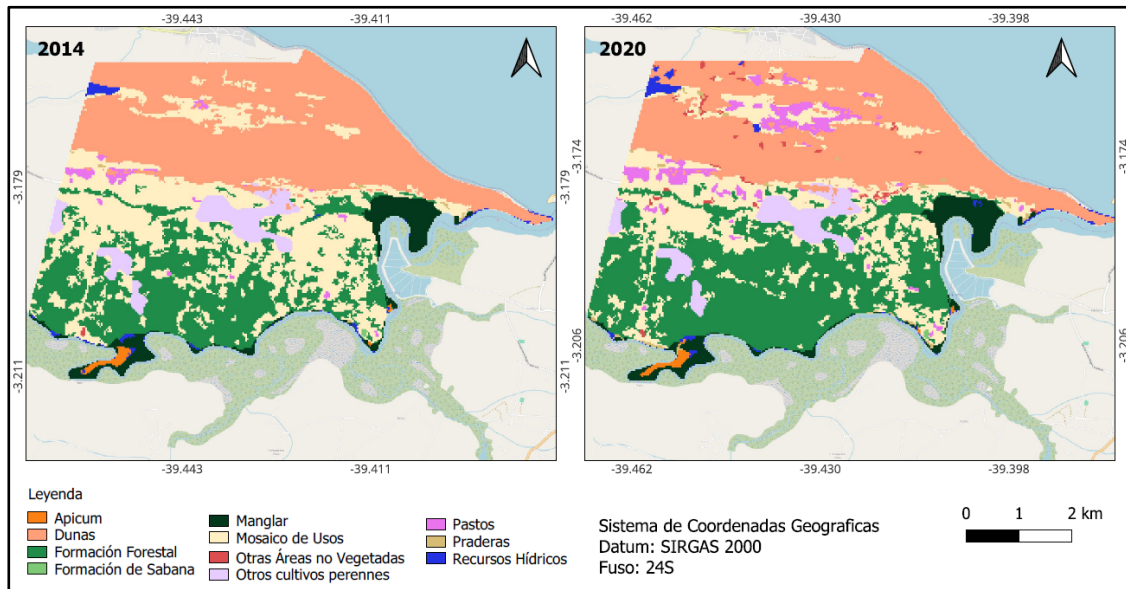 -39.443 -39.411 -39.462 -39.430 -39.398
2014 2020
-3.179 -3.174 -3.179 -3.174
-3.211 -3.206 -3.211 -3.206
-39.443 -39.411 -39.462 -39.430 -39.398
Leyenda
Apicum
Dunas
Formación Forestal
Formación de Sabana
Manglar
Mosaico de Usos
Otras Áreas no Vegetadas
Otros cultivos perennes
Pastos
Praderas
Recursos Hídricos
Sistema de Coordenadas Geograficas
Datum: SIRGAS 2000
Fuso: 24S
0 1 2 km